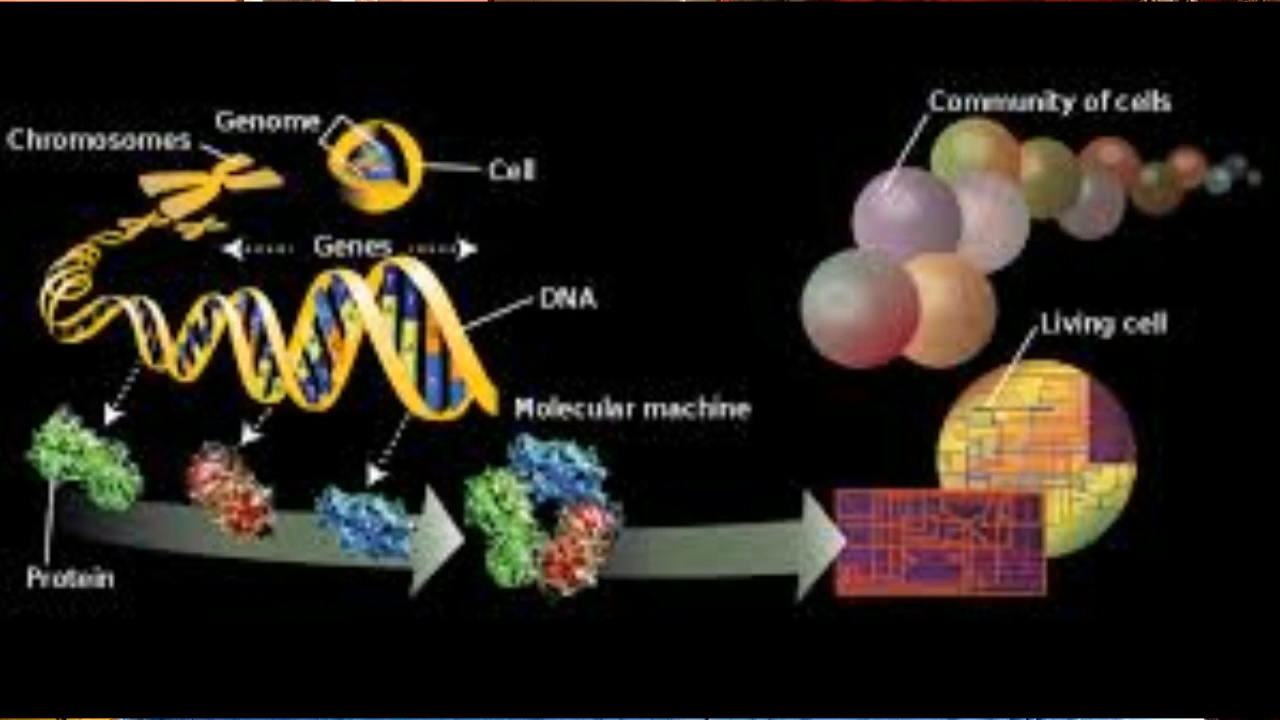 Community of cells
Genome
Chromosomes
Cell
Genes
DNA
Living cell
Molecular machine
Protein